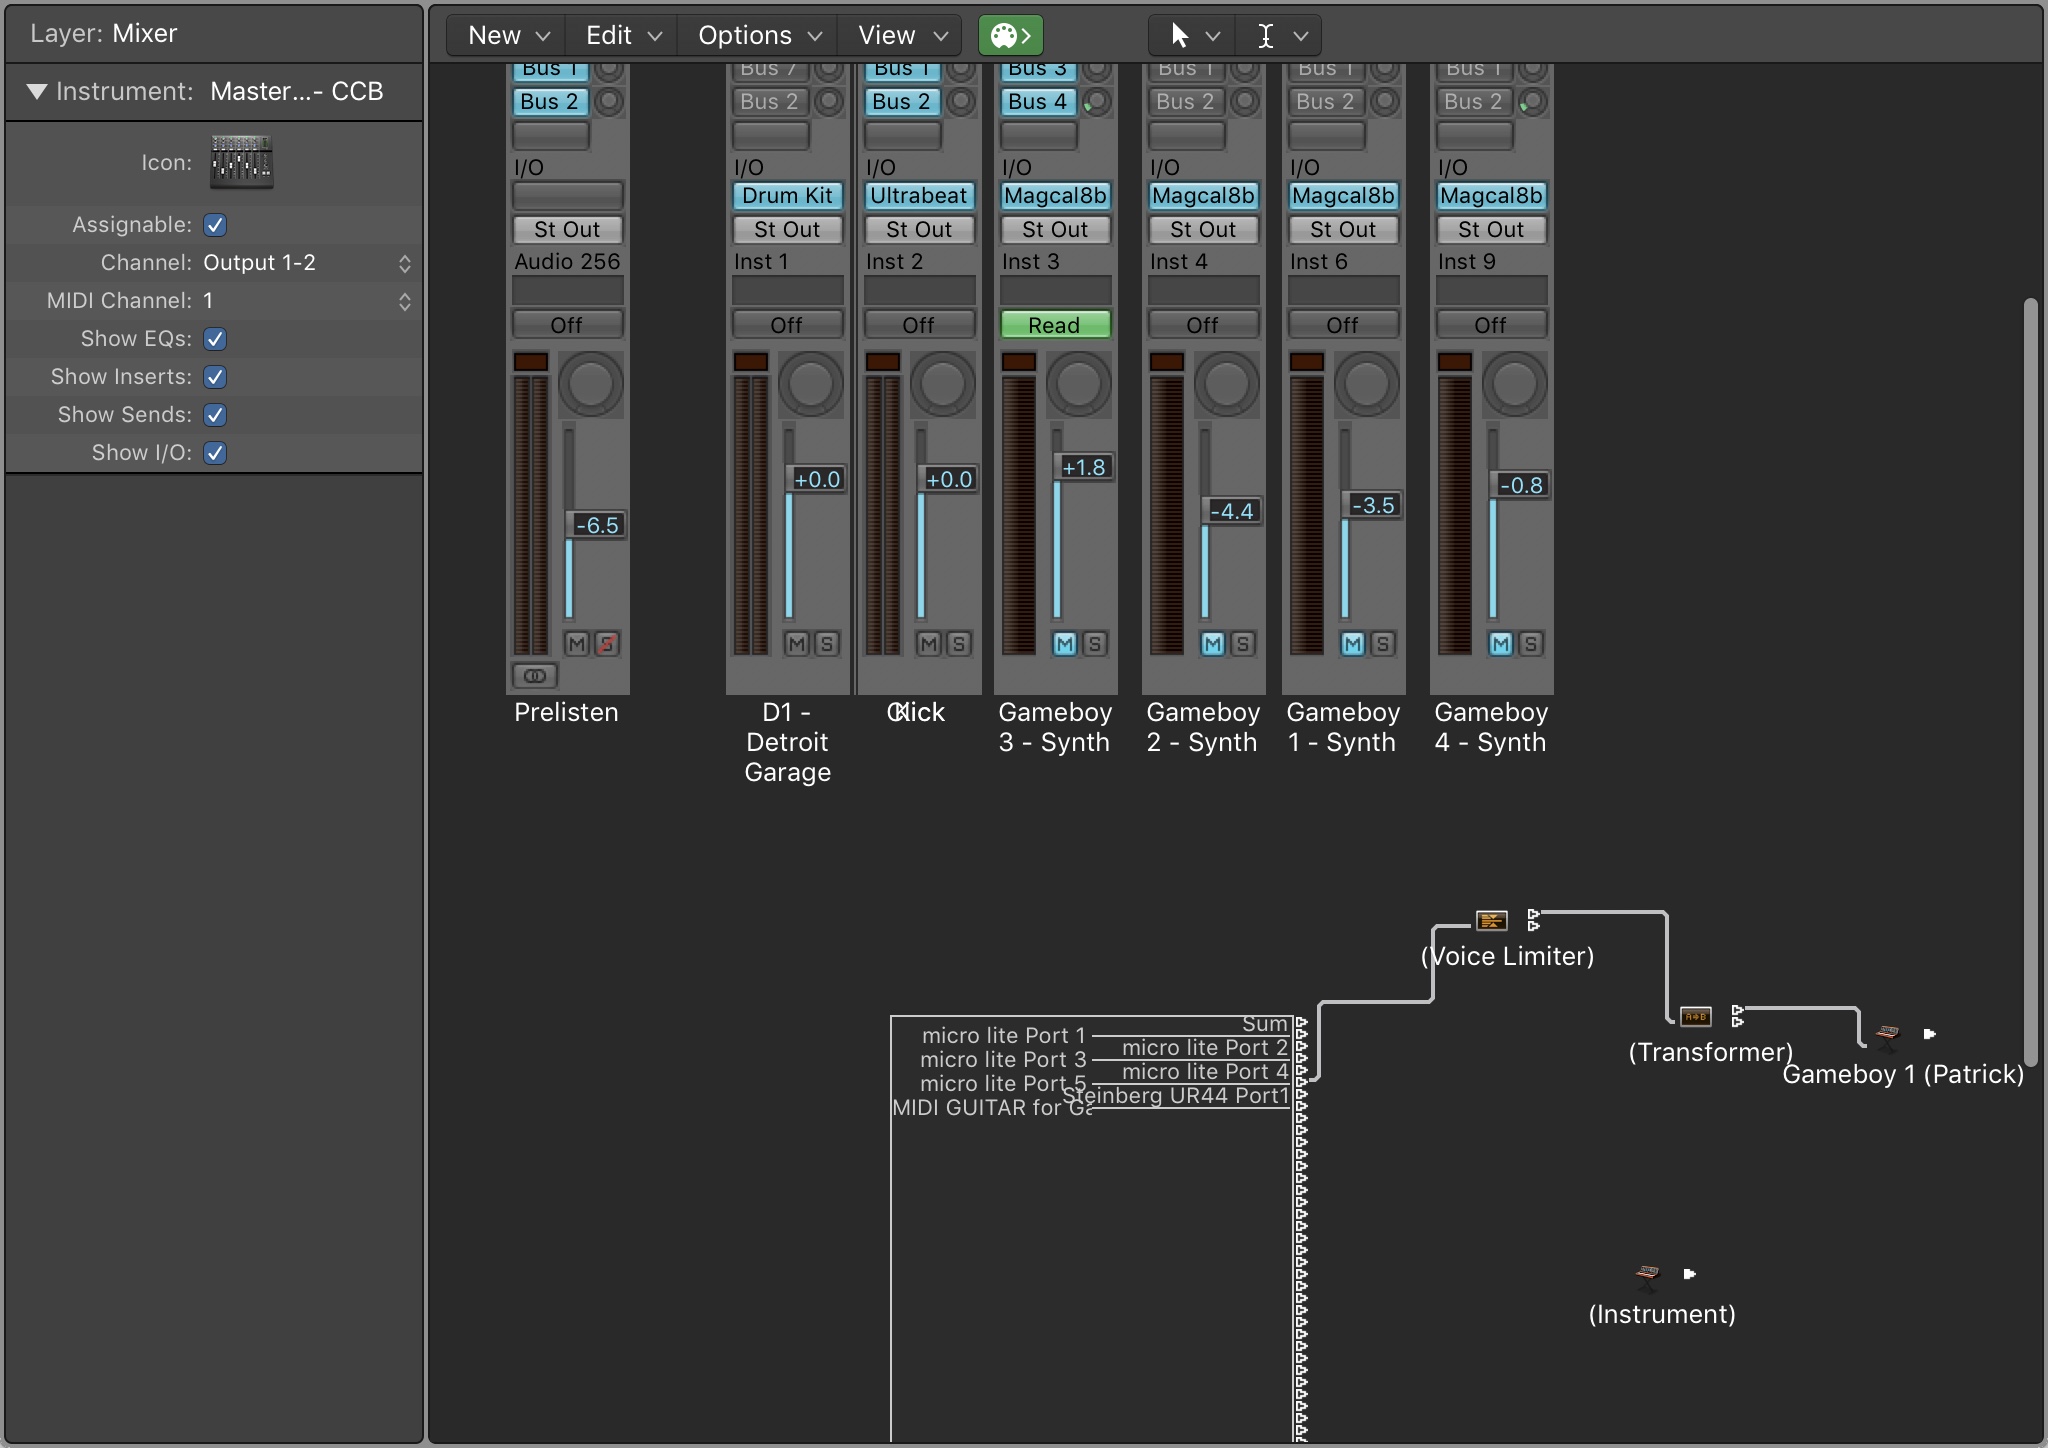 Layer: Mixer
New Edit Options View
Instrument: Master...- CCB
Icon:
Assignable:
Channel: Output 1-2
MIDI Channel: 1
Show EQs:
Show Inserts:
Show Sends:
Show I/O:
Bus 1 Bus 7 Bus 1 Bus 3 Bus 1 Bus 1 Bus 1
Bus 2 Bus 2 Bus 2 Bus 4 Bus 2 Bus 2 Bus 2
I/O I/O I/O I/O I/O I/O I/O
Drum Kit Ultrabeat Magcal8b Magcal8b Magcal8b Magcal8b
St Out St Out St Out St Out St Out St Out St Out
Audio 256 Inst 1 Inst 2 Inst 3 Inst 4 Inst 6 Inst 9
Off Off Off Read Off Off Off
-6.5 +0.0 +0.0 +1.8 -4.4 -3.5 -0.8
M S M S M S M S M S M S M S
Prelisten
D1 -
Detroit
Garage
Kick
Gameboy
3 - Synth
Gameboy
2 - Synth
Gameboy
1 - Synth
Gameboy
4 - Synth
(Voice Limiter)
A B
(Transformer)
Gameboy 1 (Patrick)
Sum
micro lite Port 1
micro lite Port 2
micro lite Port 3
micro lite Port 4
micro lite Port 5
Steinberg UR44 Port1
MIDI GUITAR for
(Instrument)